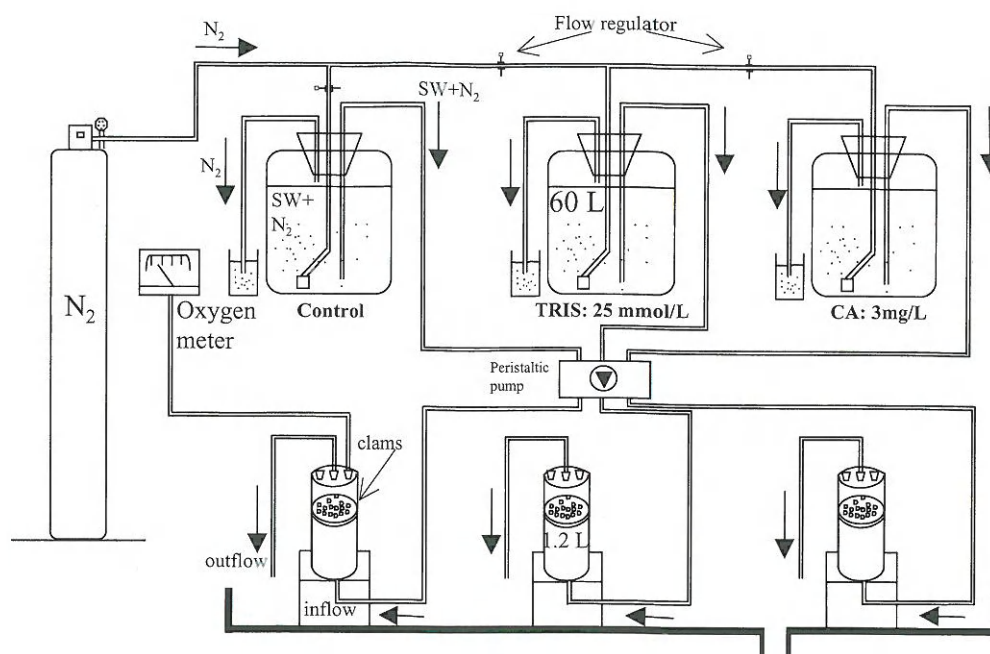 N2
Flow regulator
SW+N2
N2
SW+
N2
60 L
N2
Oxygen
meter
Control
TRIS: 25 mmol/L
CA: 3mg/L
Peristaltic
pump
clams
1.2 L
outflow
inflow